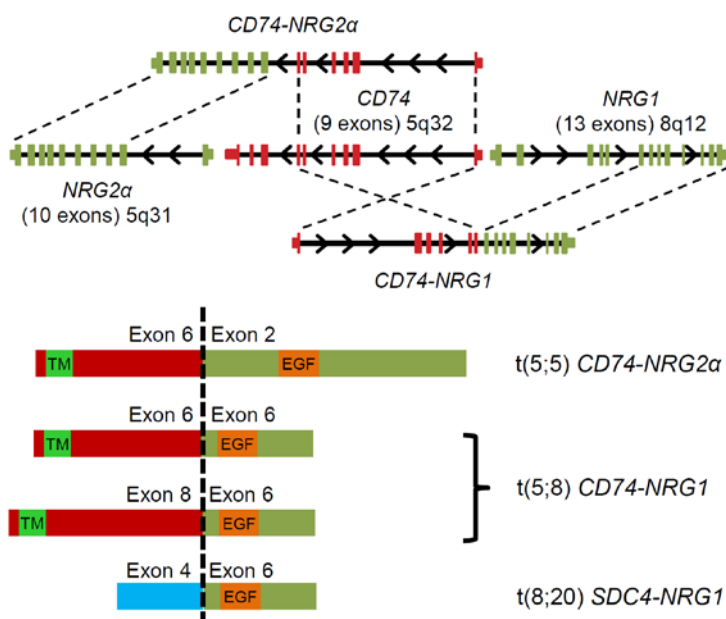 CD74-NRG2α
CD74
(9 exons) 5q32
NRG1
(13 exons) 8q12
NRG2α
(10 exons) 5q31
CD74-NRG1
Exon 6 Exon 2
TM EGF t(5;5) CD74-NRG2α
Exon 6 Exon 6
TM EGF
t(5;8) CD74-NRG1
Exon 8 Exon 6
TM EGF
Exon 4 Exon 6
EGF t(8;20) SDC4-NRG1